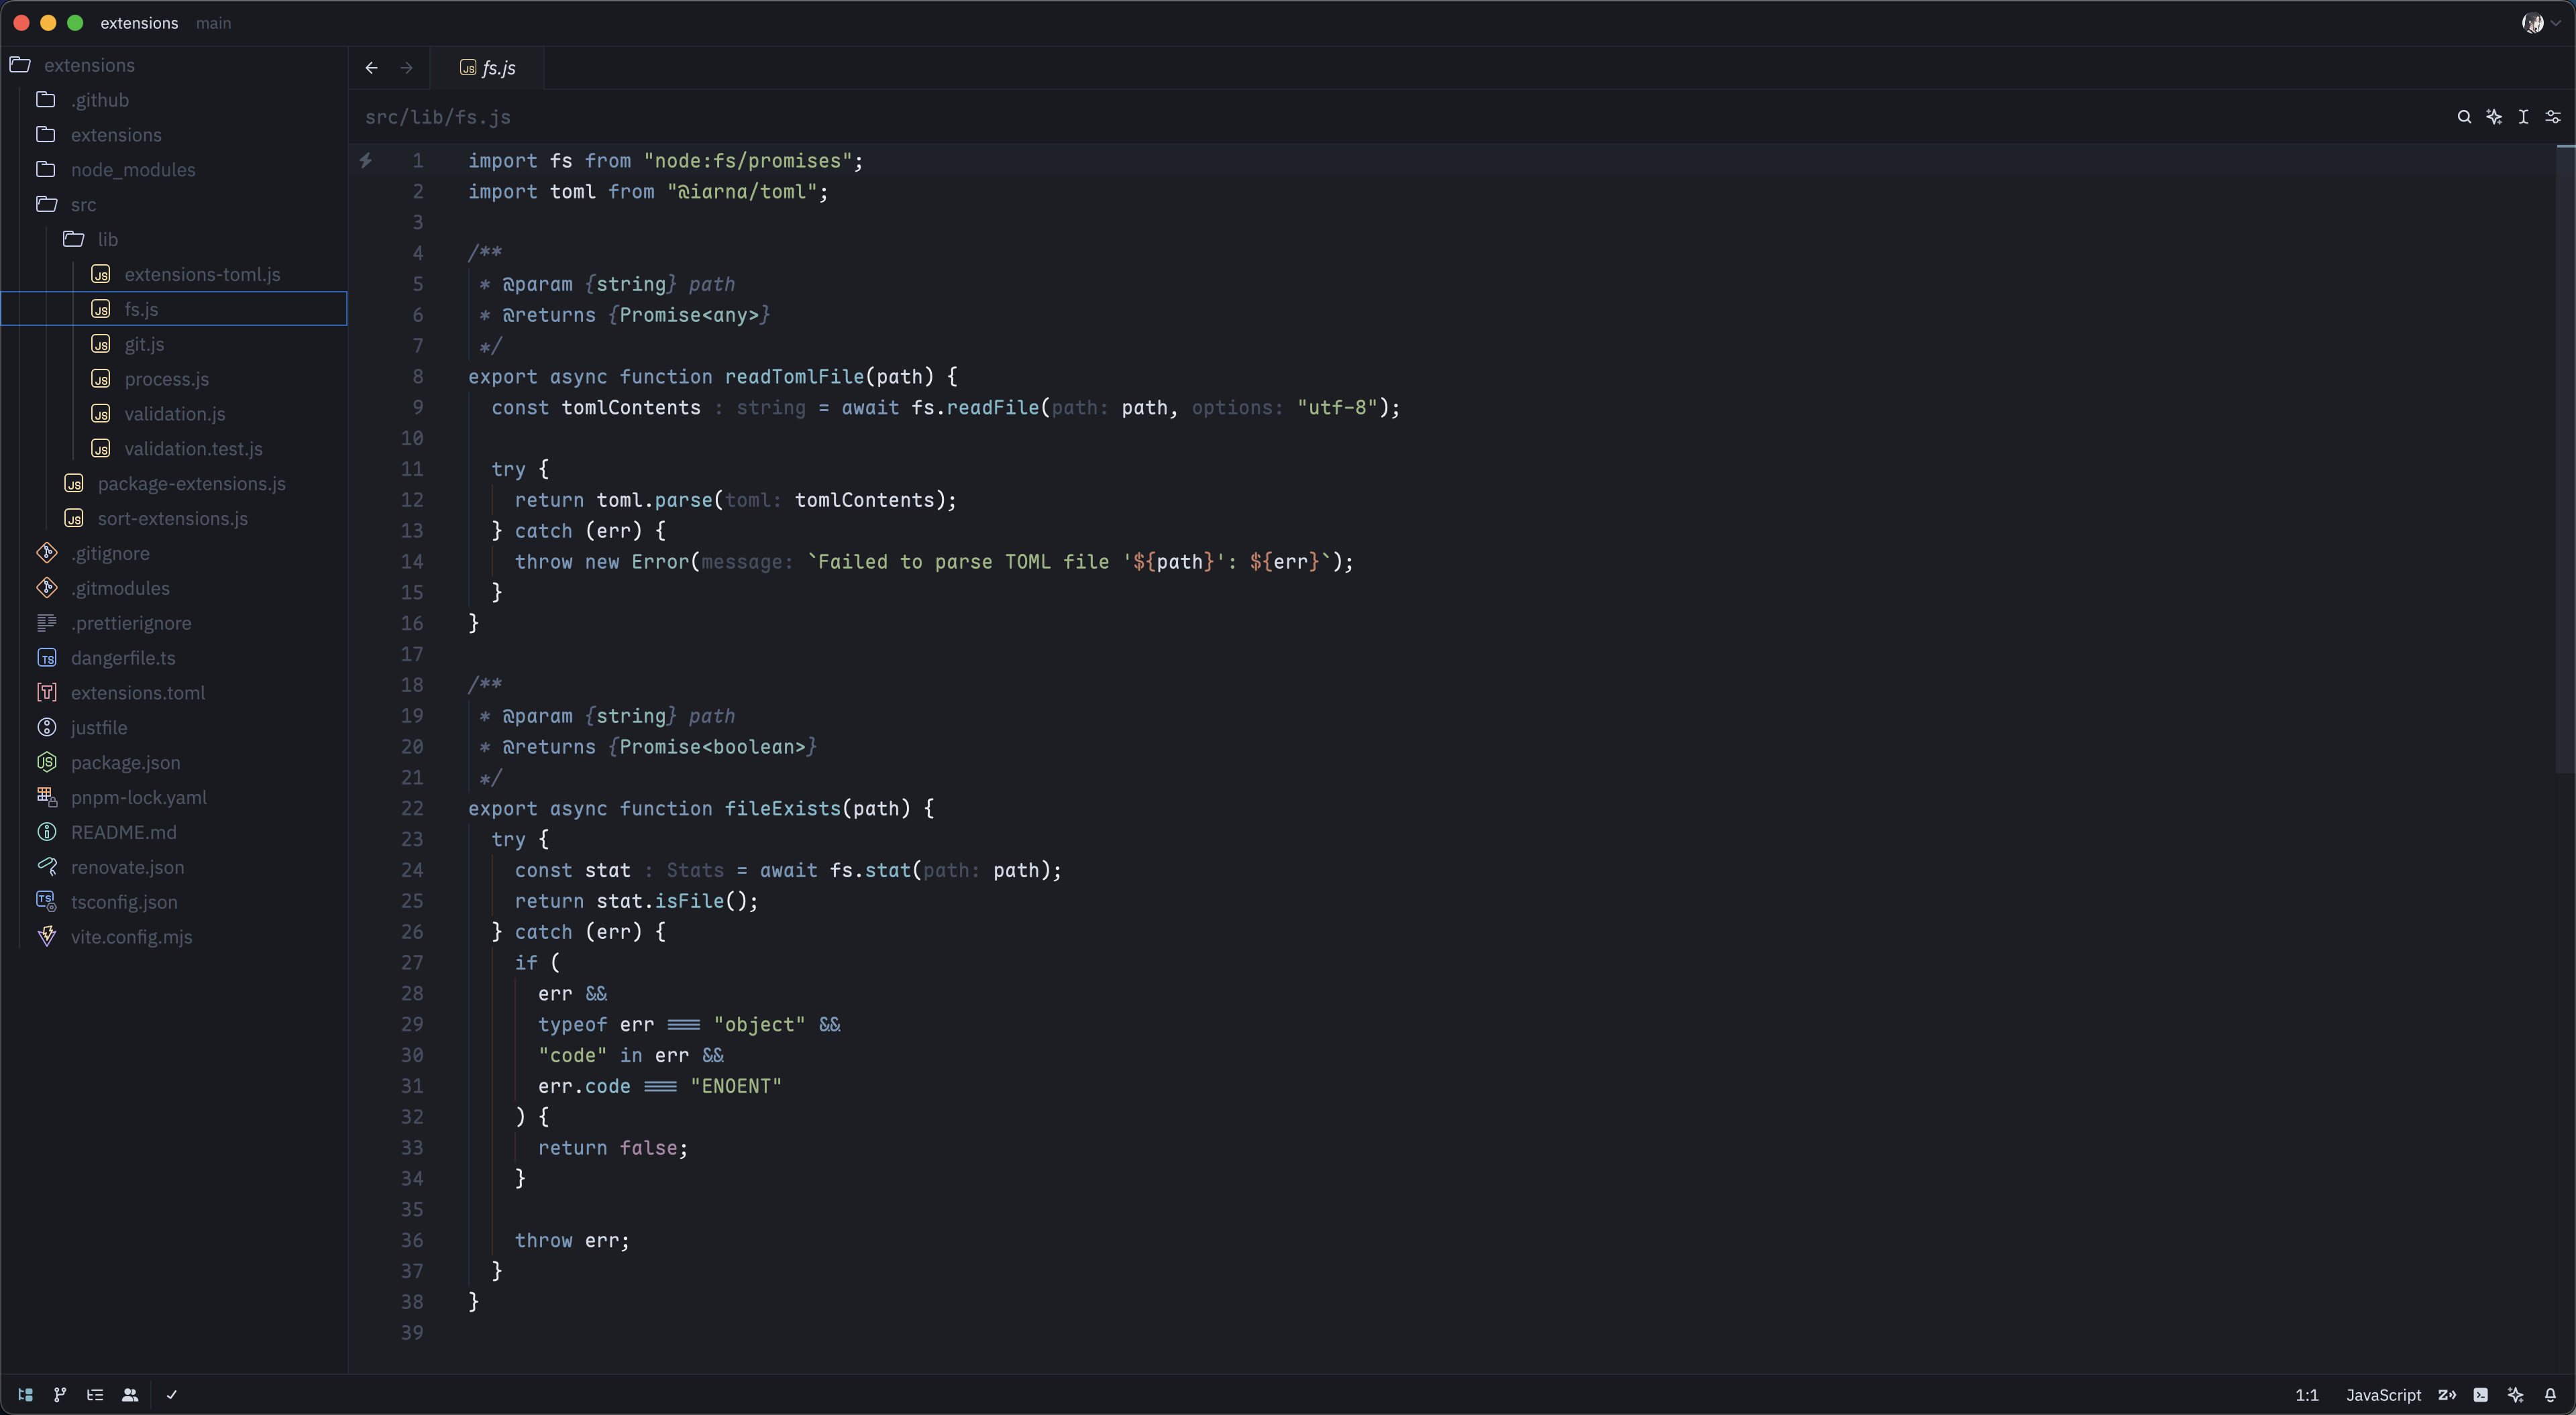 extensions main
extensions
.github
extensions
node_modules
src
lib
extensions-toml.js
fs.js
git.js
process.js
validation.js
validation.test.js
package-extensions.js
sort-extensions.js
.gitignore
.gitmodules
.prettierignore
dangerfile.ts
extensions.toml
justfile
package.json
pnpm-lock.yaml
README.md
renovate.json
tsconfig.json
vite.config.mjs
fs.js
src/lib/fs.js
1 import fs from "node:fs/promises";
2 import toml from "@iarna/toml";
3
4 /**
5  * @param {string} path
6  * @returns {Promise<any>}
7  */
8 export async function readTomlFile(path) {
9   const tomlContents : string = await fs.readFile(path: path, options: "utf-8");
10
11   try {
12     return toml.parse(toml: tomlContents);
13   } catch (err) {
14     throw new Error(message: `Failed to parse TOML file '${path}': ${err}`);
15   }
16 }
17
18 /**
19  * @param {string} path
20  * @returns {Promise<boolean>}
21  */
22 export async function fileExists(path) {
23   try {
24     const stat : Stats = await fs.stat(path: path);
25     return stat.isFile();
26   } catch (err) {
27     if (
28       err &&
29       typeof err === "object" &&
30       "code" in err &&
31       err.code === "ENOENT"
32     ) {
33       return false;
34     }
35
36     throw err;
37   }
38 }
39
1:1 JavaScript